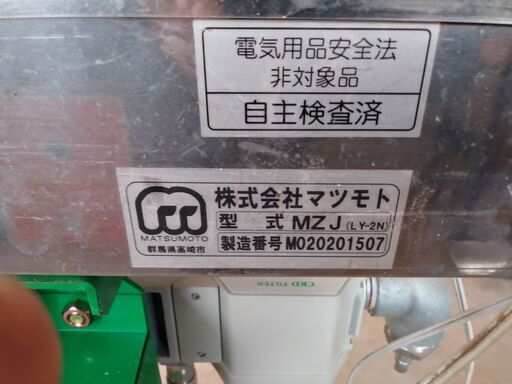 電気用品安全法
非対象品
自主検査済
MATSUMOTO
群馬県高崎市
株式会社マツモト
型 式 MZJ (LY-2N)
製造番号 M020201507
CKD FILTER